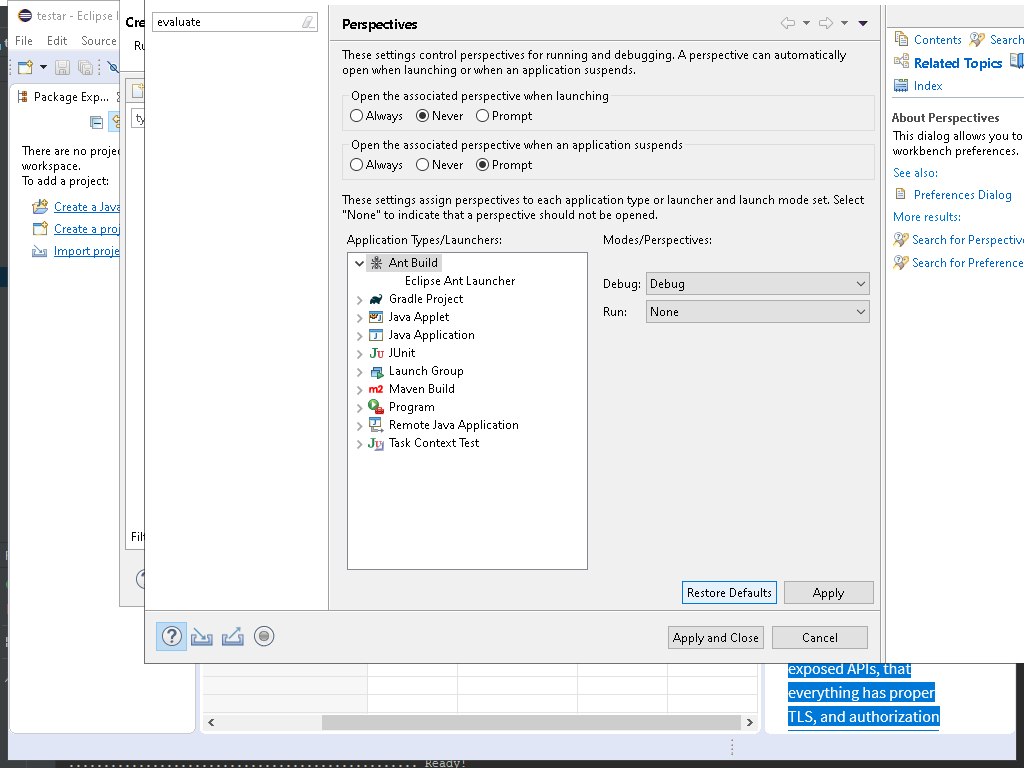 testar - Eclipse I
File Edit Source
Package Exp...
There are no proje
workspace.
To add a project:
Create a Java
Create a proj
Import proje
Cre
Ru
ty
Filt
evaluate
Perspectives
These settings control perspectives for running and debugging. A perspective can automatically
open when launching or when an application suspends.
Open the associated perspective when launching
Always Never Prompt
Open the associated perspective when an application suspends
Always Never Prompt
These settings assign perspectives to each application type or launcher and launch mode set. Select
"None" to indicate that a perspective should not be opened.
Application Types/Launchers:
Ant Build
Eclipse Ant Launcher
Gradle Project
Java Applet
Java Application
JUnit
Launch Group
Maven Build
Program
Remote Java Application
Task Context Test
Modes/Perspectives:
Debug: Debug
Run: None
Restore Defaults Apply
Apply and Close Cancel
Contents Search
Related Topics
Index
About Perspectives
This dialog allows you to
workbench preferences.
See also:
Preferences Dialog
More results:
Search for Perspective
Search for Preference
exposed APIs, that
everything has proper
TLS, and authorization
Ready!